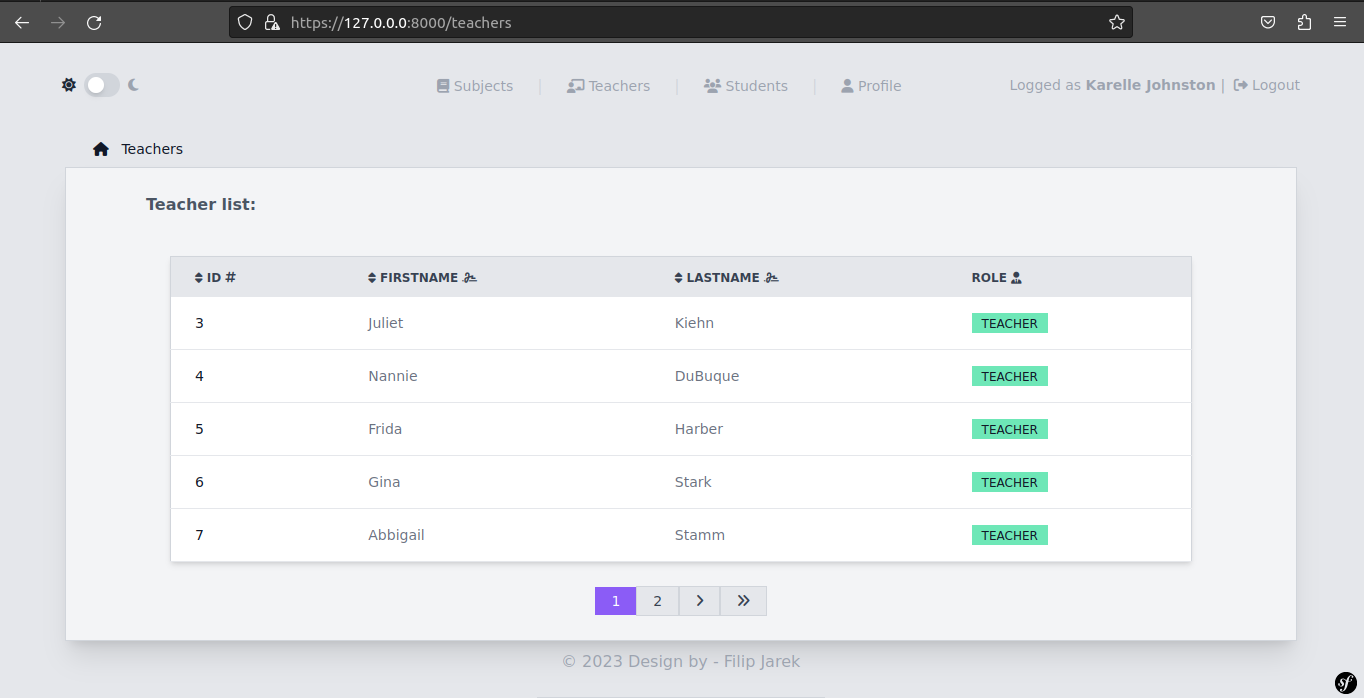 https://127.0.0.0:8000/teachers
Subjects | Teachers | Students | Profile
Logged as Karelle Johnston | Logout
Teachers
Teacher list:
ID # FIRSTNAME LASTNAME ROLE
3 Juliet Kiehn TEACHER
4 Nannie DuBuque TEACHER
5 Frida Harber TEACHER
6 Gina Stark TEACHER
7 Abbigail Stamm TEACHER
1 2
© 2023 Design by - Filip Jarek
sf